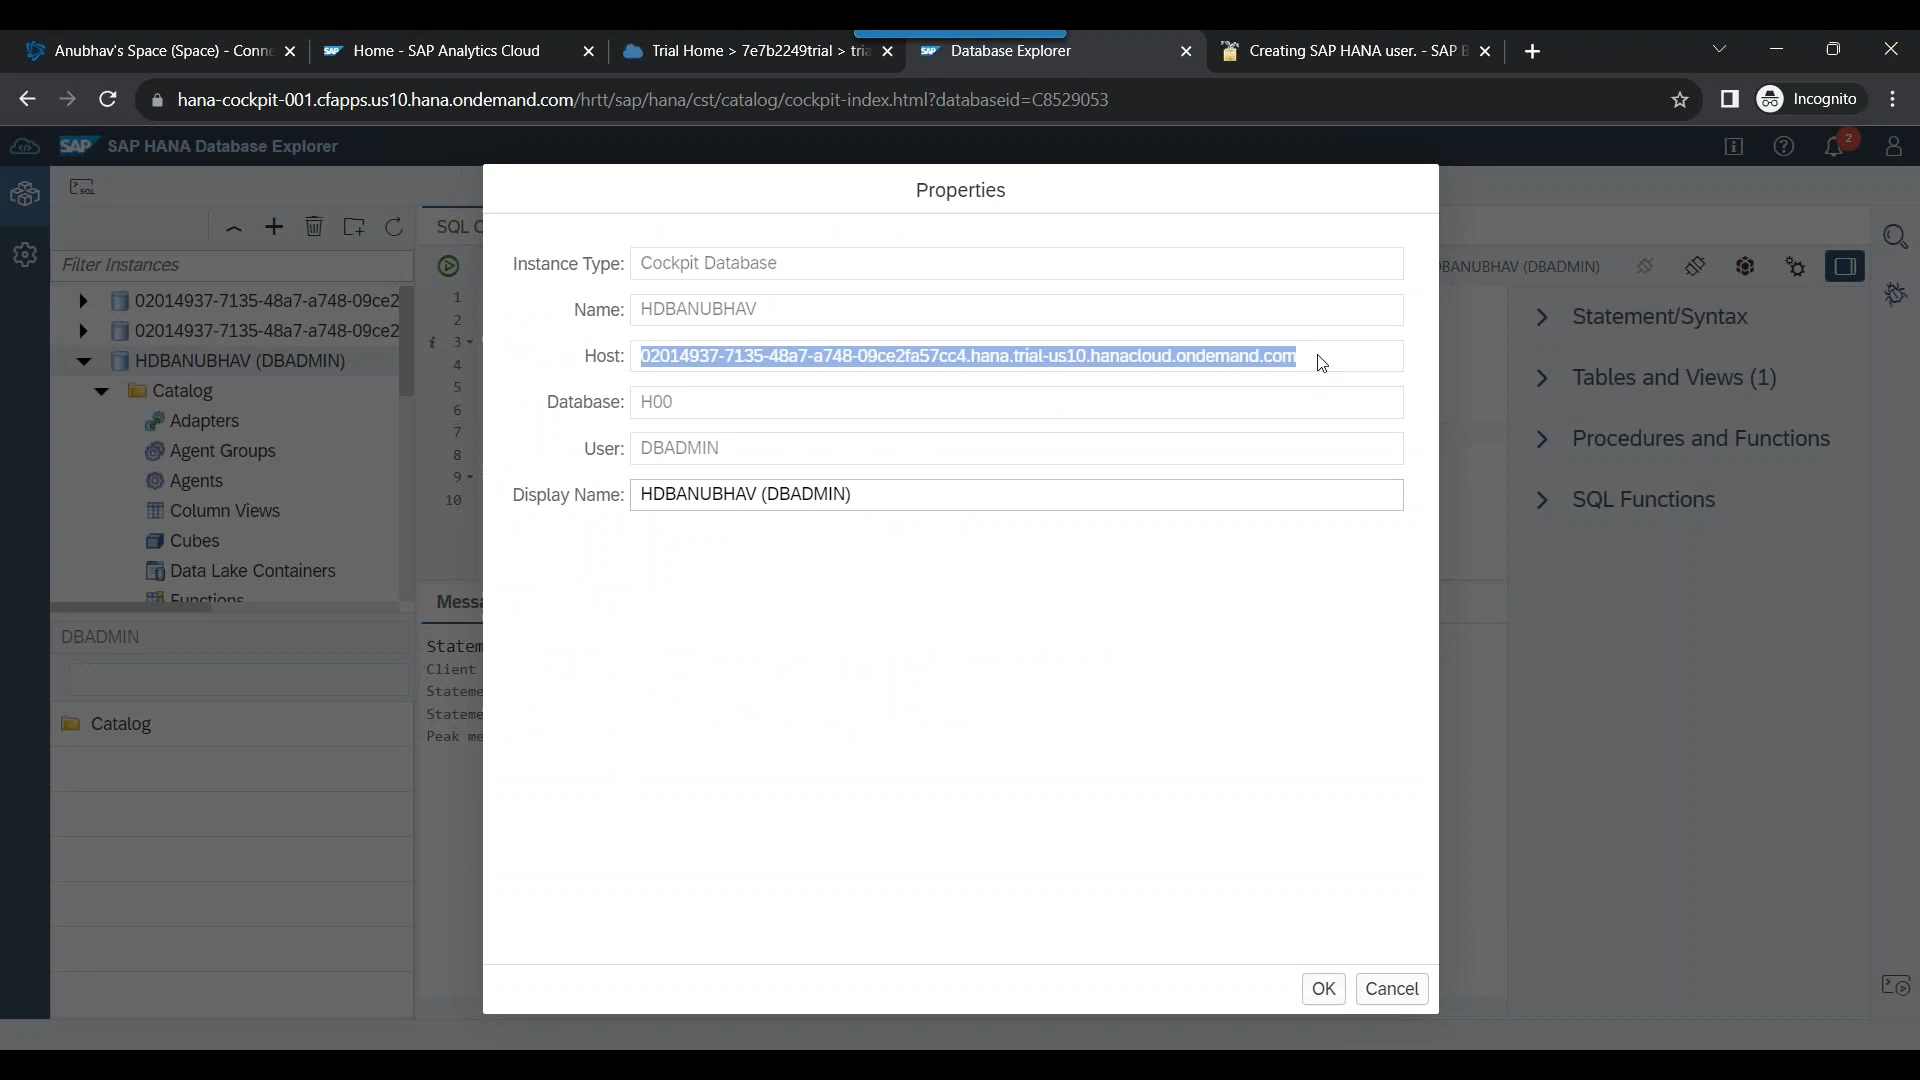 Anubhav's Space (Space) - Conn
Home - SAP Analytics Cloud
Trial Home > 7e7b2249trial > tria
Database Explorer
Creating SAP HANA user. - SAP B
hana-cockpit-001.cfapps.us10.hana.ondemand.com/hrtt/sap/hana/cst/catalog/cockpit-index.html?databaseid=C8529053
Incognito
SAP SAP HANA Database Explorer
2
SQL C
Filter Instances
02014937-7135-48a7-a748-09ce2
02014937-7135-48a7-a748-09ce2
HDBANUBHAV (DBADMIN)
Catalog
Adapters
Agent Groups
Agents
Column Views
Cubes
Data Lake Containers
Functions
DBADMIN
Catalog
1
2
3
4
5
6
7
8
9
10
Messa
Statem
Client
Stateme
Stateme
Peak me
Properties
Instance Type: Cockpit Database
Name: HDBANUBHAV
Host: 02014937-7135-48a7-a748-09ce2fa57cc4.hana.trial-us10.hanacloud.ondemand.com
Database: H00
User: DBADMIN
Display Name: HDBANUBHAV (DBADMIN)
OK Cancel
BANUBHAV (DBADMIN)
Statement/Syntax
Tables and Views (1)
Procedures and Functions
SQL Functions